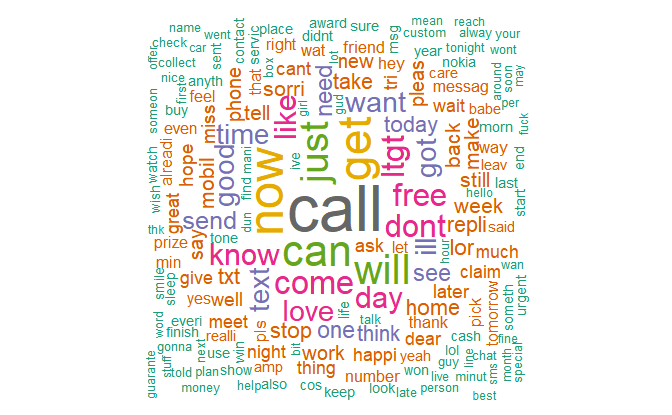 name went
award sure
mean reach
check car sent contact place
didnt msg custom alway your
offer collect servic right wat friend year tonight wont
nice box lot new hey nokia
anyth that cant take tri pleas care around soon
first phone sorri need gud messag per may
someon buy feel girl want wait babe
even miss tell like today morn fuck
watch alreadi time just get got back make way end
hope good ive ltgt leav
wish mobil find mani now still last
great send dun call free week hello start
thk say dont repli said
tone know can ask let ill lor much
prize will hour wan
min give txt text come see claim urgent
smile sleep yes well day later someth tomorrow
word everi meet love life talk home pick
finish realli pls stop one think thank cash fine
gonna use win night bit work happi dear lol line chat month special
stuff next show amp thing yeah guy sms
guarante told plan number won live minut
money help also cos keep look late person best